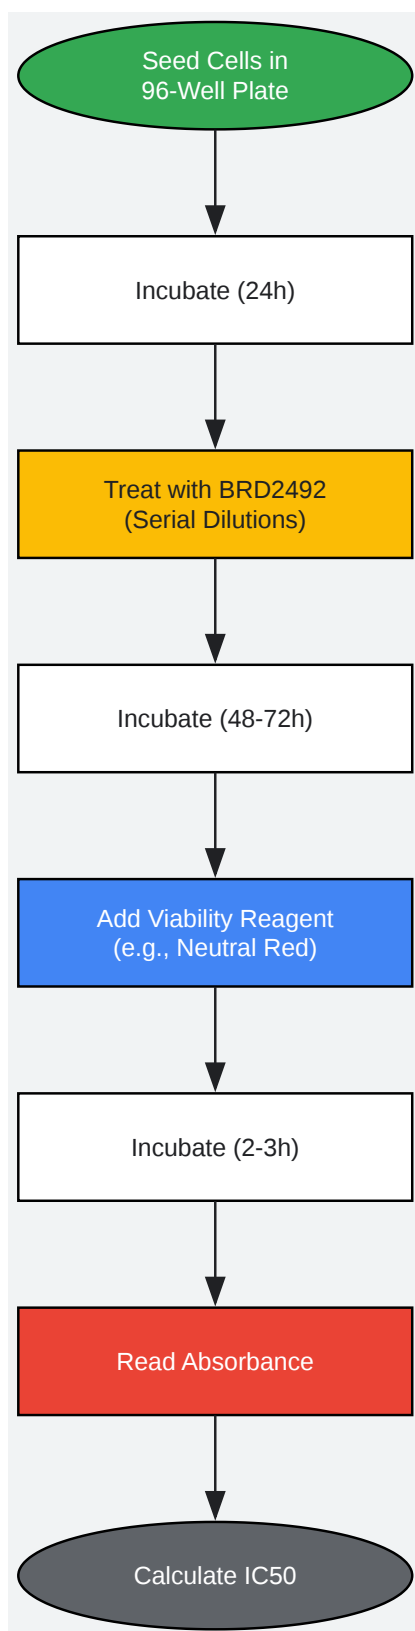 Seed Cells in
96-Well Plate
Incubate (24h)
Treat with BRD2492
(Serial Dilutions)
Incubate (48-72h)
Add Viability Reagent
(e.g., Neutral Red)
Incubate (2-3h)
Read Absorbance
Calculate IC50